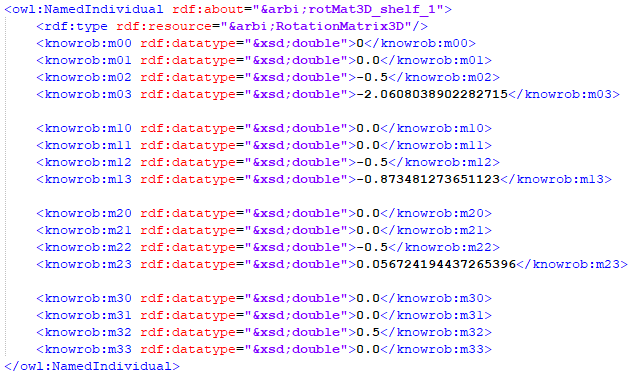 <owl:NamedIndividual rdf:about="&arbi;rotMat3D_shelf_1">
<rdf:type rdf:resource="&arbi;RotationMatrix3D"/>
<knowrob:m00 rdf:datatype="&xsd;double">0</knowrob:m00>
<knowrob:m01 rdf:datatype="&xsd;double">0.0</knowrob:m01>
<knowrob:m02 rdf:datatype="&xsd;double">-0.5</knowrob:m02>
<knowrob:m03 rdf:datatype="&xsd;double">-2.0608038902282715</knowrob:m03>
<knowrob:m10 rdf:datatype="&xsd;double">0.0</knowrob:m10>
<knowrob:m11 rdf:datatype="&xsd;double">0.0</knowrob:m11>
<knowrob:m12 rdf:datatype="&xsd;double">-0.5</knowrob:m12>
<knowrob:m13 rdf:datatype="&xsd;double">-0.873481273651123</knowrob:m13>
<knowrob:m20 rdf:datatype="&xsd;double">0.0</knowrob:m20>
<knowrob:m21 rdf:datatype="&xsd;double">0.0</knowrob:m21>
<knowrob:m22 rdf:datatype="&xsd;double">-0.5</knowrob:m22>
<knowrob:m23 rdf:datatype="&xsd;double">0.056724194437265396</knowrob:m23>
<knowrob:m30 rdf:datatype="&xsd;double">0.0</knowrob:m30>
<knowrob:m31 rdf:datatype="&xsd;double">0.0</knowrob:m31>
<knowrob:m32 rdf:datatype="&xsd;double">0.5</knowrob:m32>
<knowrob:m33 rdf:datatype="&xsd;double">0.0</knowrob:m33>
</owl:NamedIndividual>